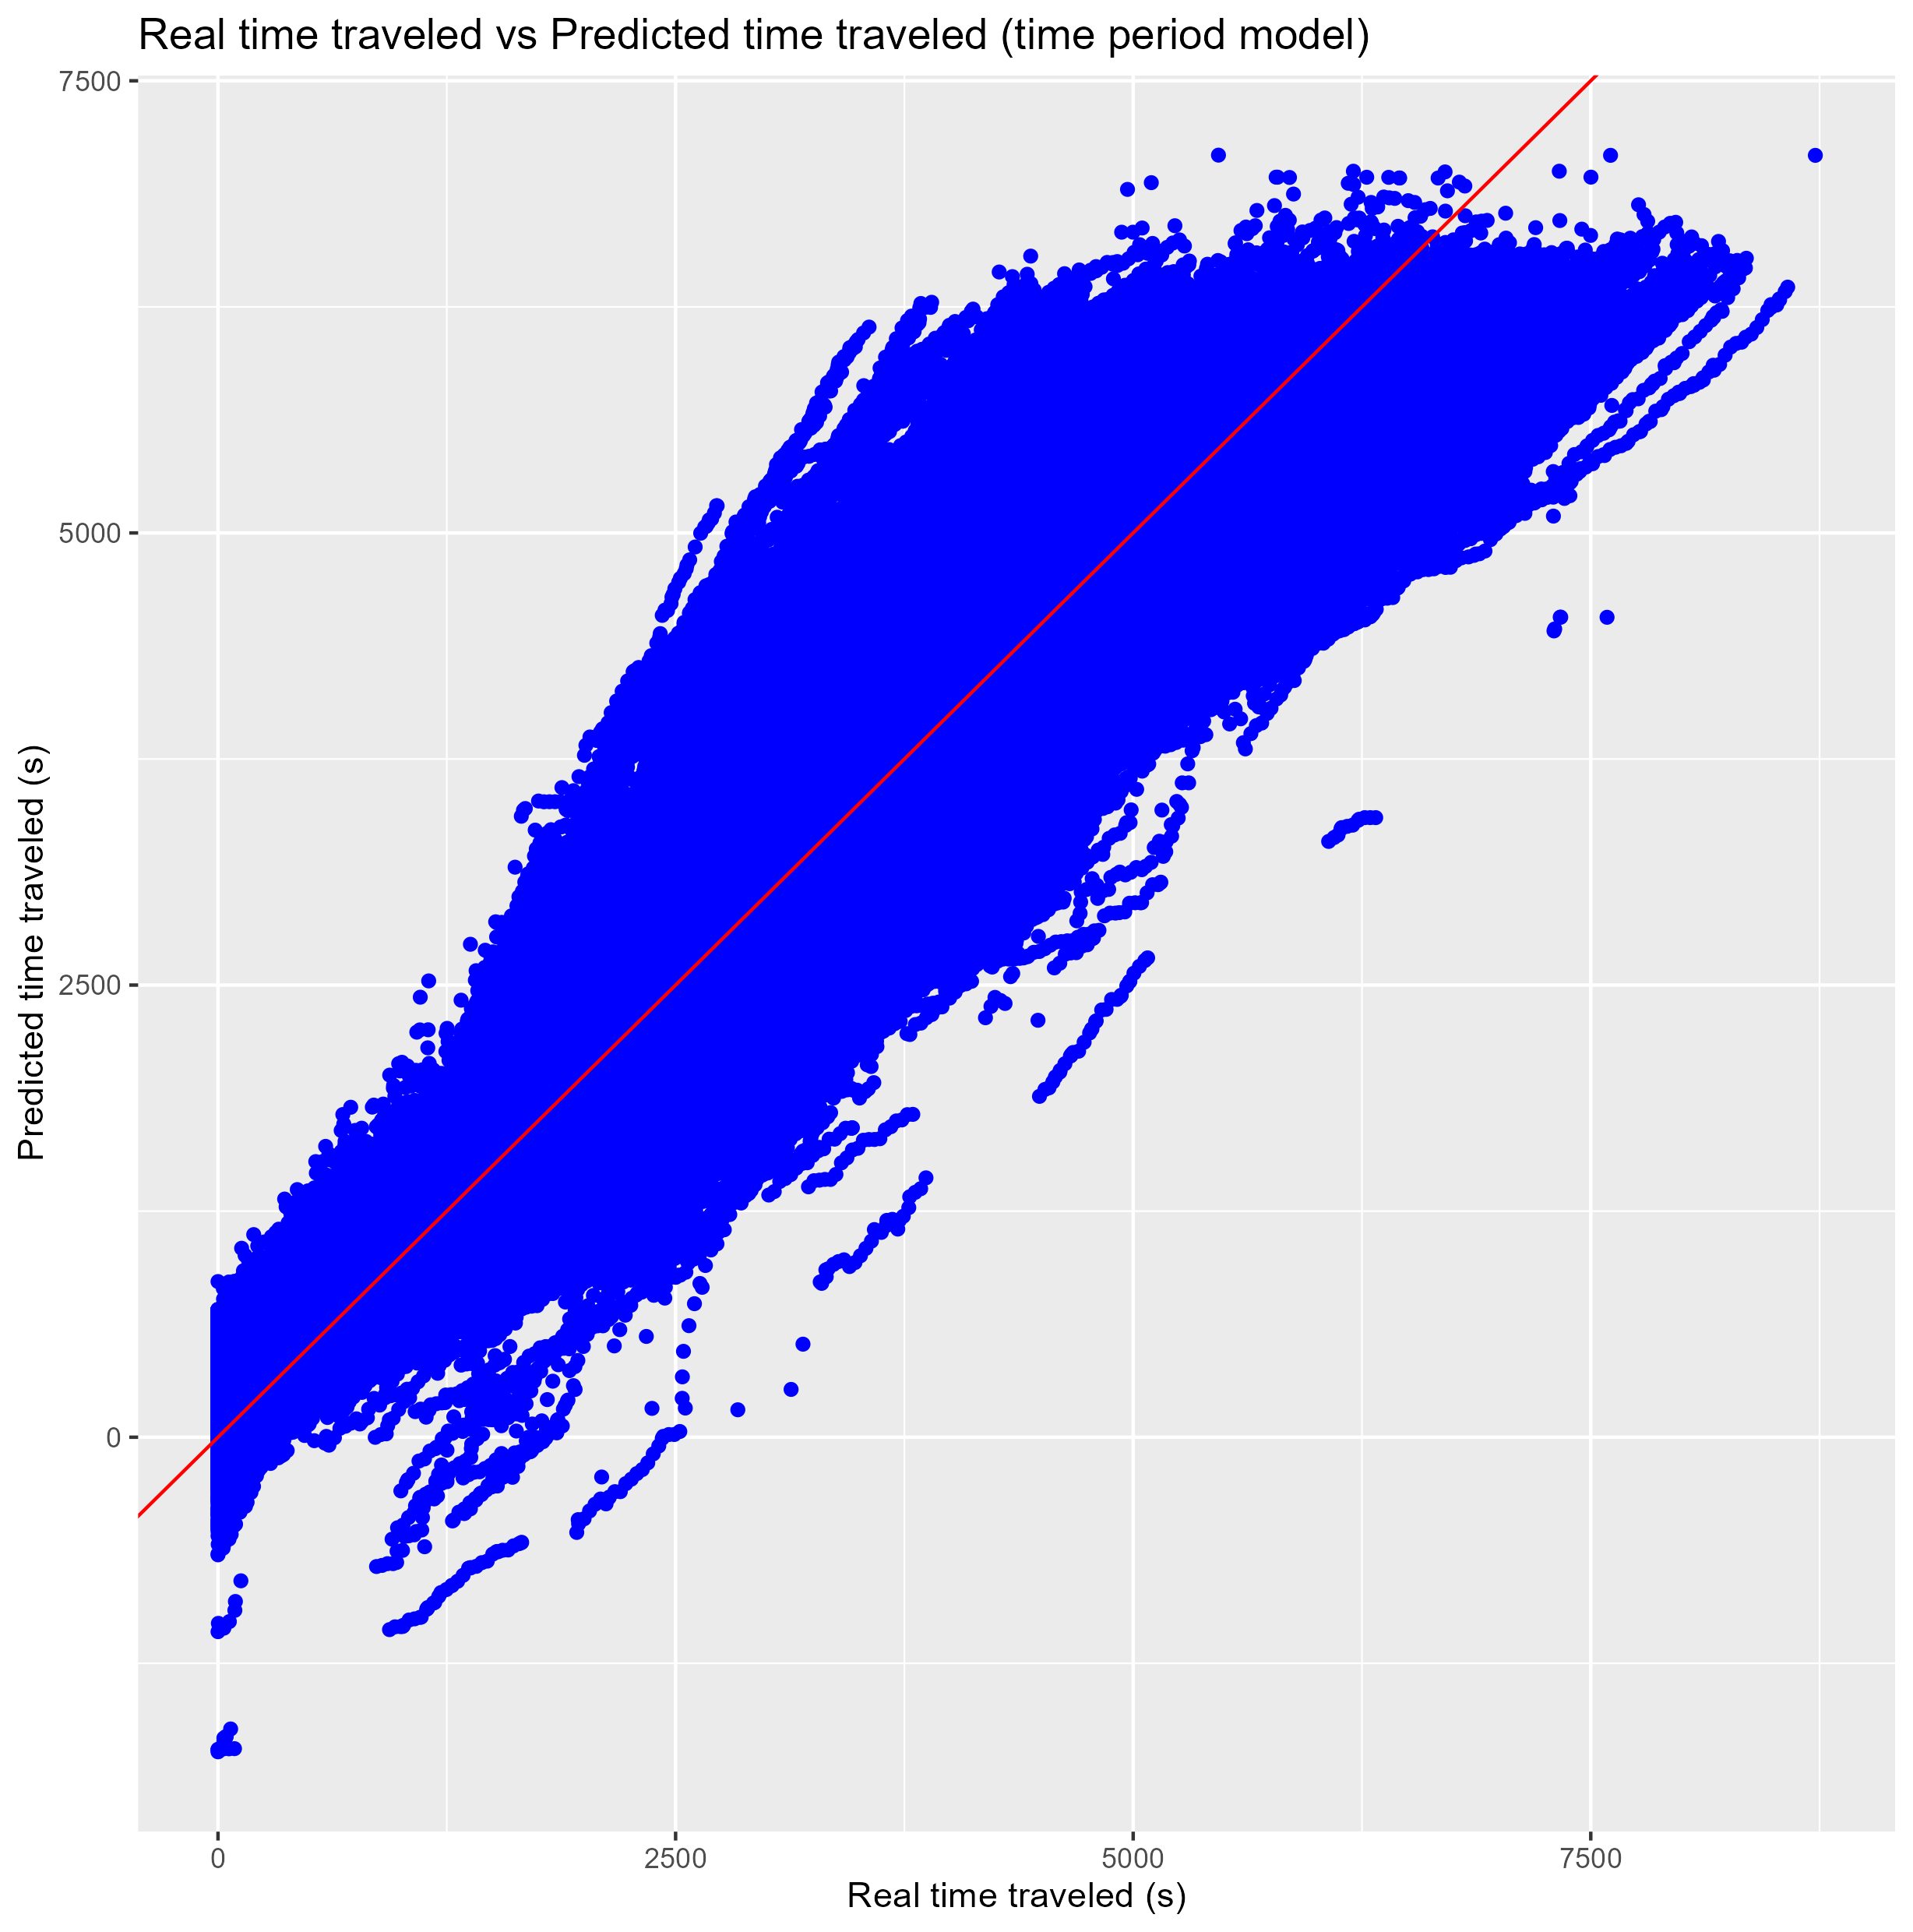 Real time traveled vs Predicted time traveled (time period model)
7500
5000
2500
0
Predicted time traveled (s)
0 2500 5000 7500
Real time traveled (s)